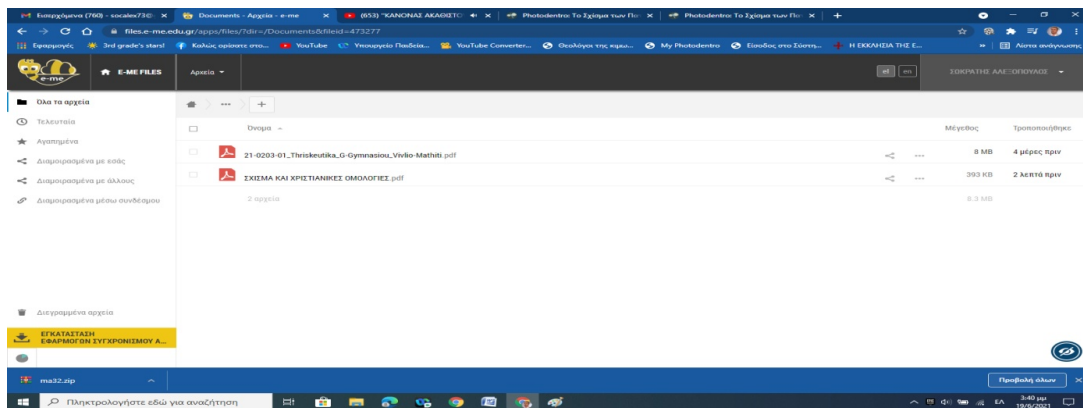 Εισερχόμενα (760) - socalex73@
Documents - Αρχεία - e-me
(653) "ΚΑΝΟΝΑΣ ΑΚΑΘΙΣΤΟ
Photodentro: Το Σχίσμα των
Photodentro: Το Σχίσμα των
files.e-me.edu.gr/apps/files/?dir=/Documents&fileid=473277
Εφαρμογές
3rd grade's stars!
Καλώς ορίσατε στο...
YouTube
Υπουργείο Παιδεία...
YouTube Converter...
Θεολόγοι της κιμω...
My Photodentro
Είσοδος στο Σύστη...
Η ΕΚΚΛΗΣΙΑ ΤΗΣ Ε...
Λίστα ανάγνωσης
e-me
E-ME FILES
Αρχεία
el
en
ΣΩΚΡΑΤΗΣ ΑΛΕΞΟΠΟΥΛΟΣ
Όλα τα αρχεία
Τελευταία
Αγαπημένα
Διαμοιρασμένα με εσάς
Διαμοιρασμένα με άλλους
Διαμοιρασμένα μέσω συνδέσμου
Όνομα
Μέγεθος
Τροποποιήθηκε
21-0203-01_Thriskeutika_G-Gymnasiou_Vivlio-Mathiti.pdf
8 MB
4 μέρες πριν
ΣΧΙΣΜΑ ΚΑΙ ΧΡΙΣΤΙΑΝΙΚΕΣ ΟΜΟΛΟΓΙΕΣ.pdf
393 KB
2 λεπτά πριν
2 αρχεία
8.3 MB
Διεγραμμένα αρχεία
ΕΓΚΑΤΑΣΤΑΣΗ
ΕΦΑΡΜΟΓΩΝ ΣΥΓΧΡΟΝΙΣΜΟΥ Α...
ma32.zip
Προβολή όλων
Πληκτρολογήστε εδώ για αναζήτηση
ΕΛ
3:40 μμ
19/6/2021